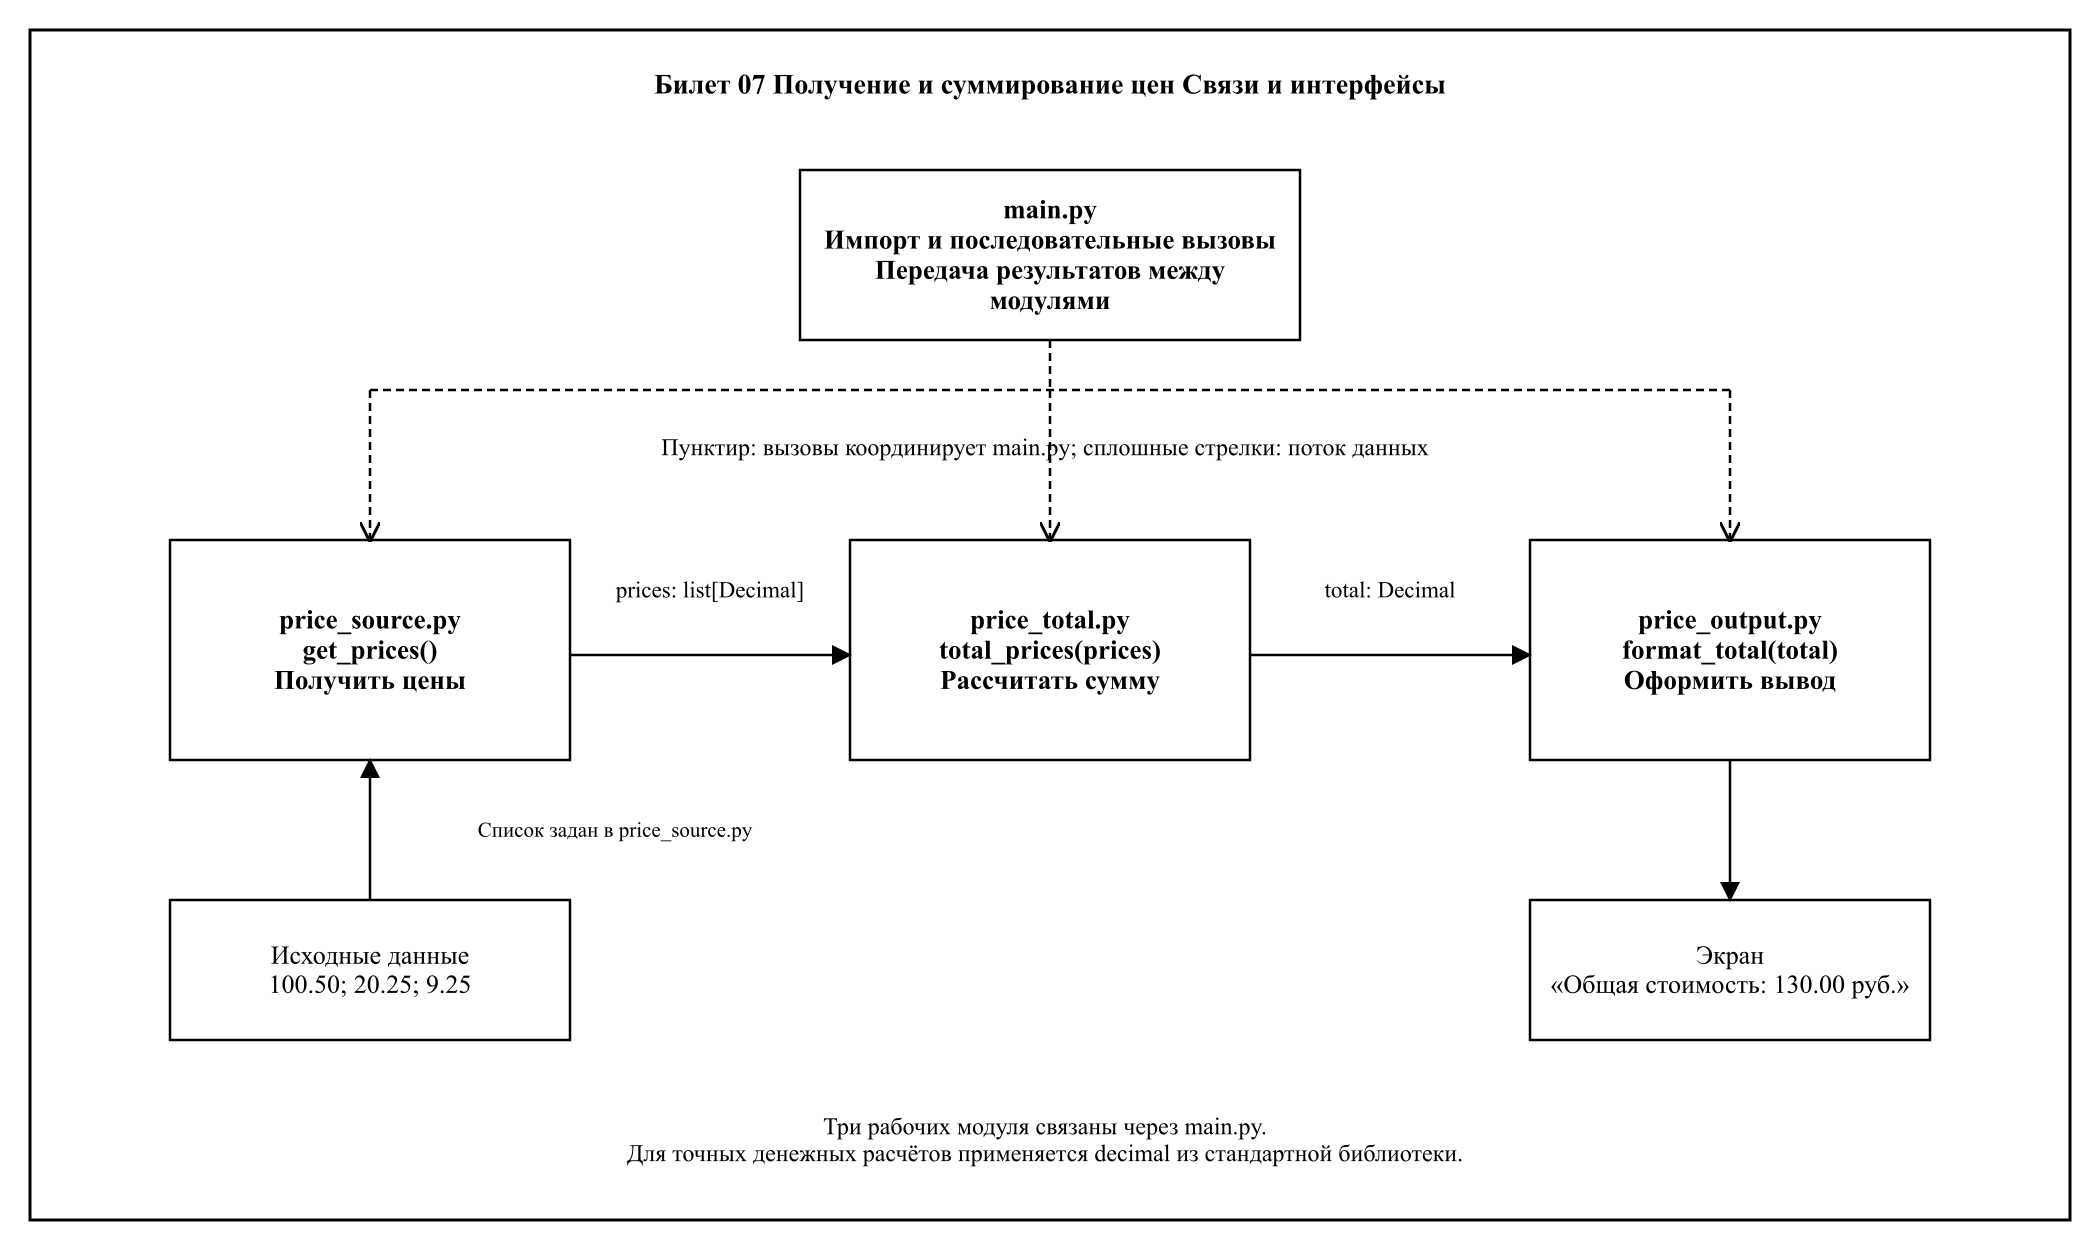 Билет 07 Получение и суммирование цен Связи и интерфейсы
main.py
Импорт и последовательные вызовы
Передача результатов между
модулями
Пунктир: вызовы координирует main.py; сплошные стрелки: поток данных
price_source.py
get_prices()
Получить цены
prices: list[Decimal]
price_total.py
total_prices(prices)
Рассчитать сумму
total: Decimal
price_output.py
format_total(total)
Оформить вывод
Список задан в price_source.py
Исходные данные
100.50; 20.25; 9.25
Экран
«Общая стоимость: 130.00 руб.»
Три рабочих модуля связаны через main.py.
Для точных денежных расчётов применяется decimal из стандартной библиотеки.